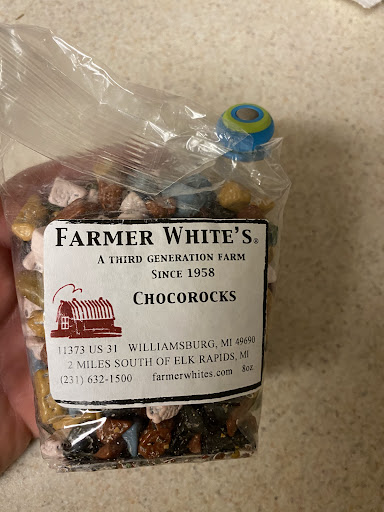 FARMER WHITE'S®
A THIRD GENERATION FARM
SINCE 1958
CHOCOROCKS
11373 US 31 WILLIAMSBURG, MI 49690
2 MILES SOUTH OF ELK RAPIDS, MI
(231) 632-1500 farmerwhites.com 8oz